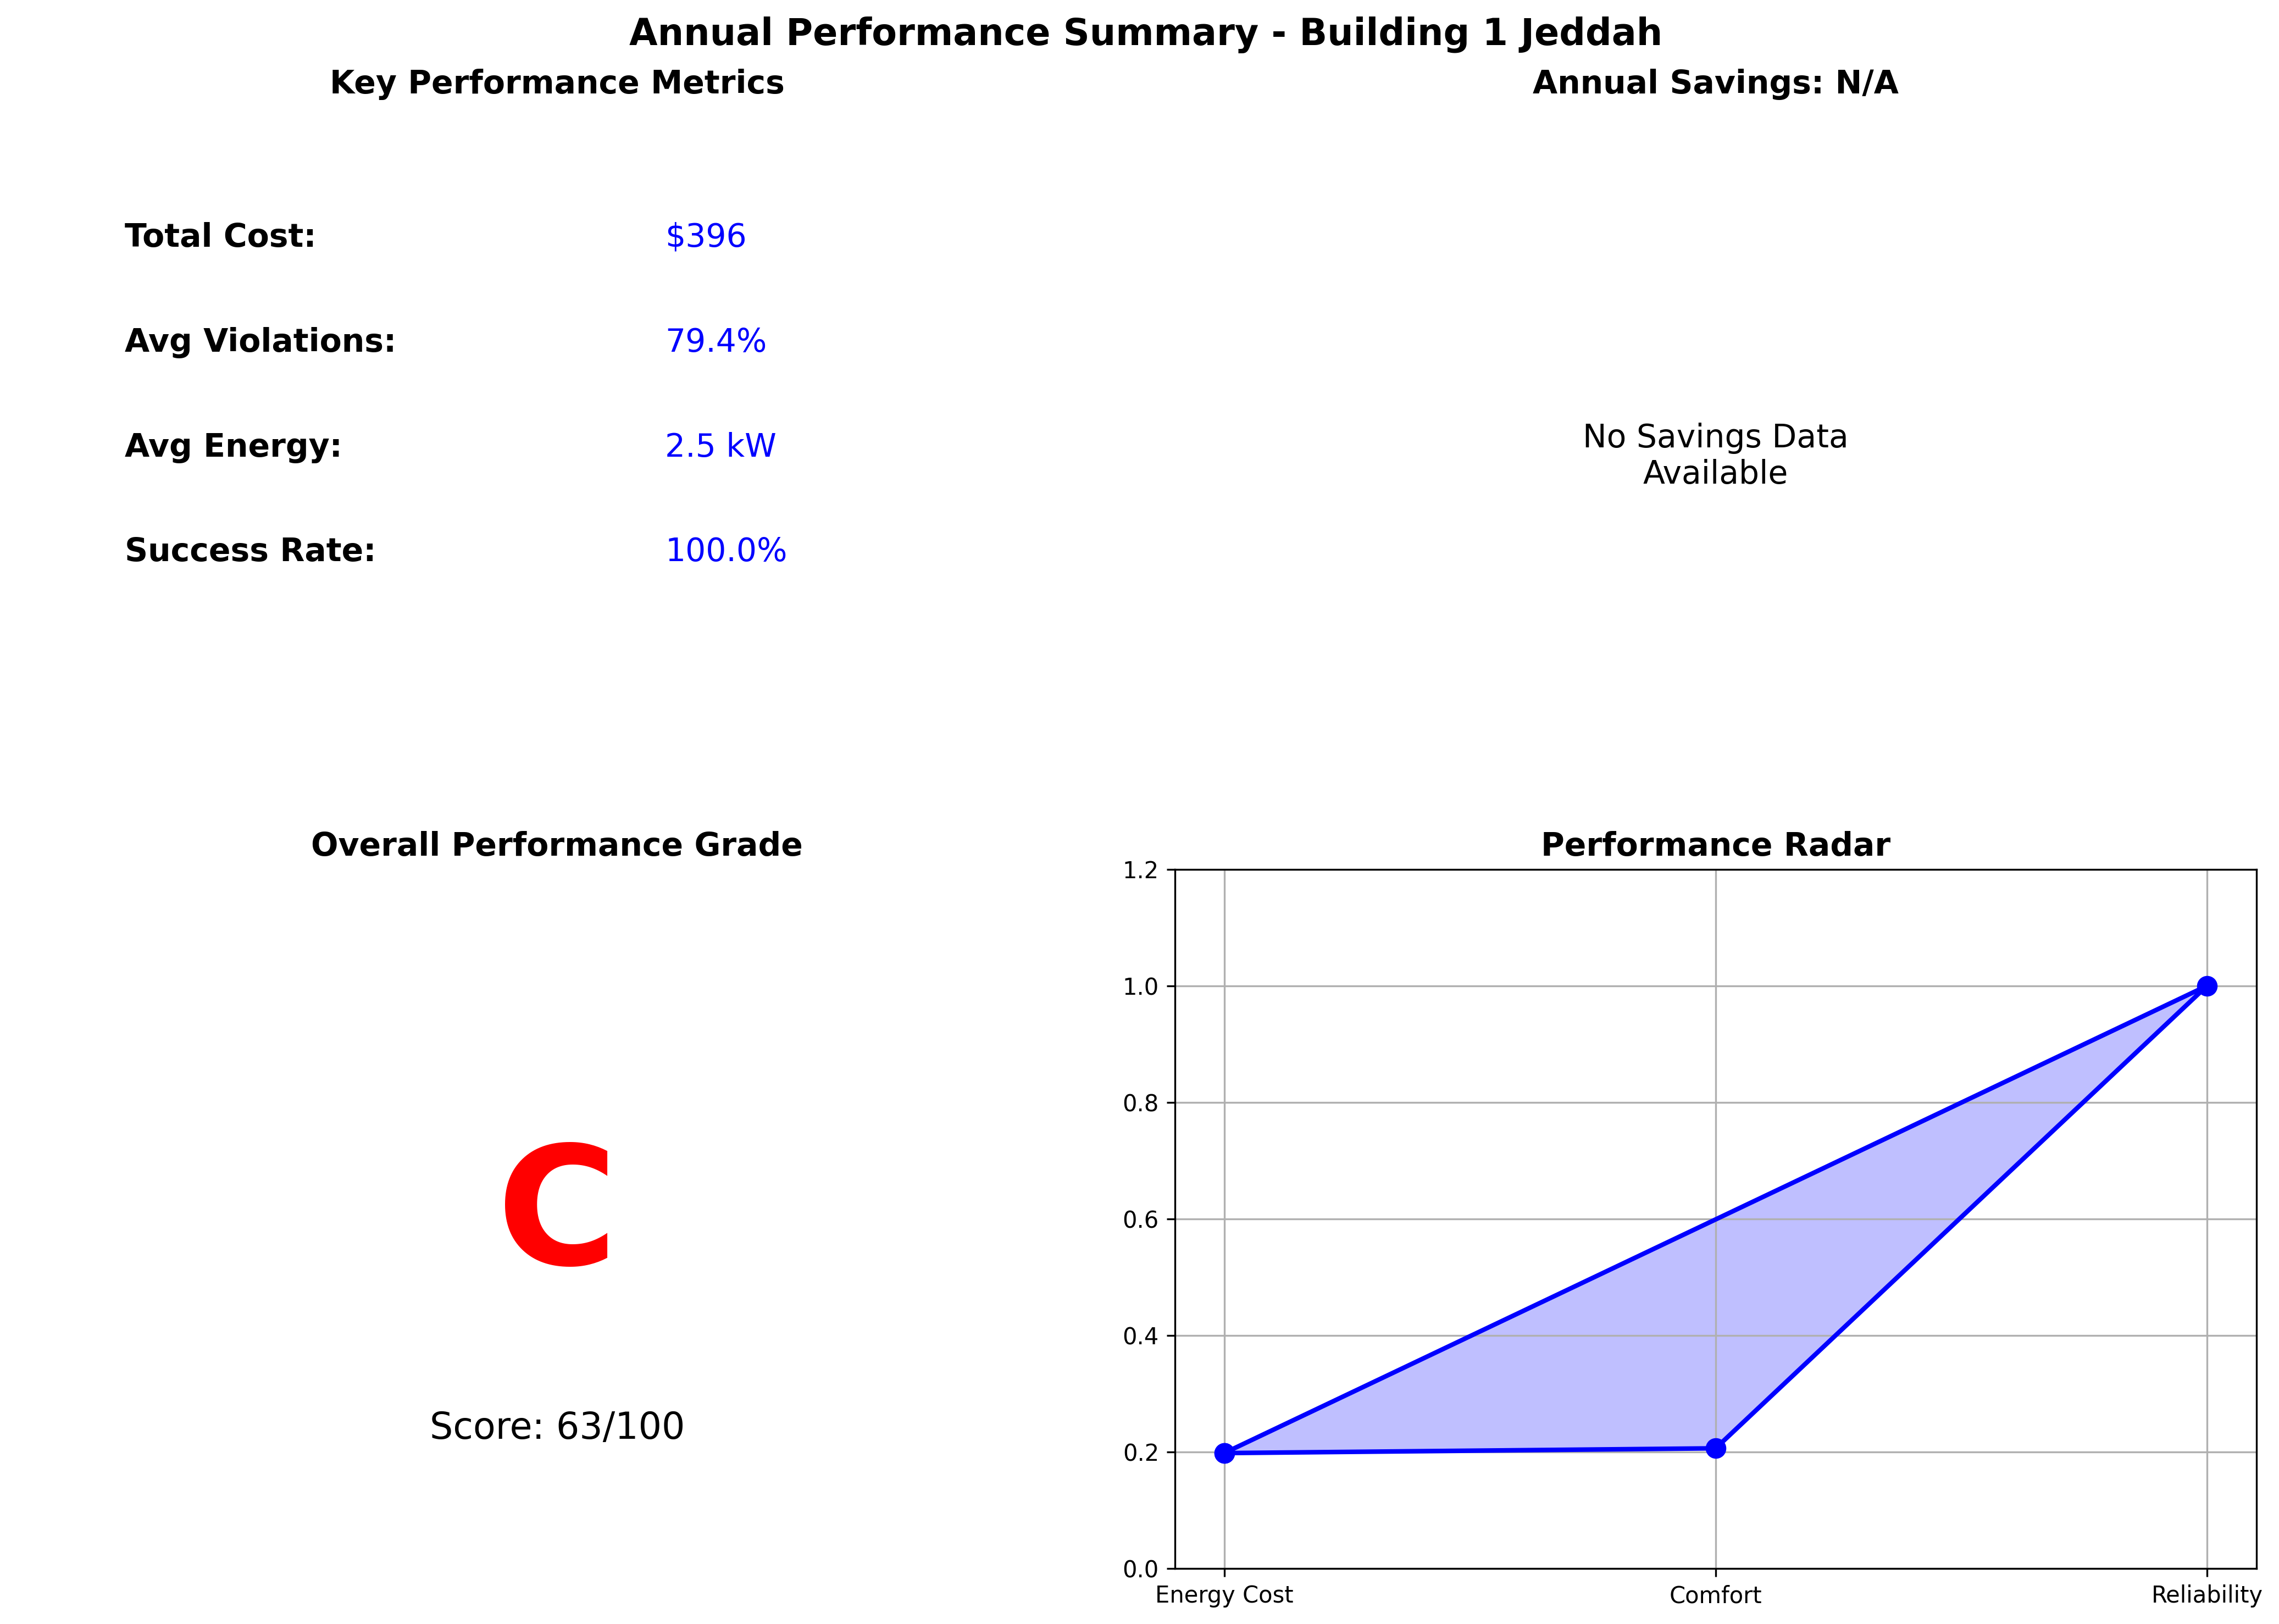 Annual Performance Summary - Building 1 Jeddah
Key Performance Metrics
Total Cost: $396
Avg Violations: 79.4%
Avg Energy: 2.5 kW
Success Rate: 100.0%
Annual Savings: N/A
No Savings Data
Available
Overall Performance Grade
C
Score: 63/100
Performance Radar
1.2
1.0
0.8
0.6
0.4
0.2
0.0
Energy Cost Comfort Reliability